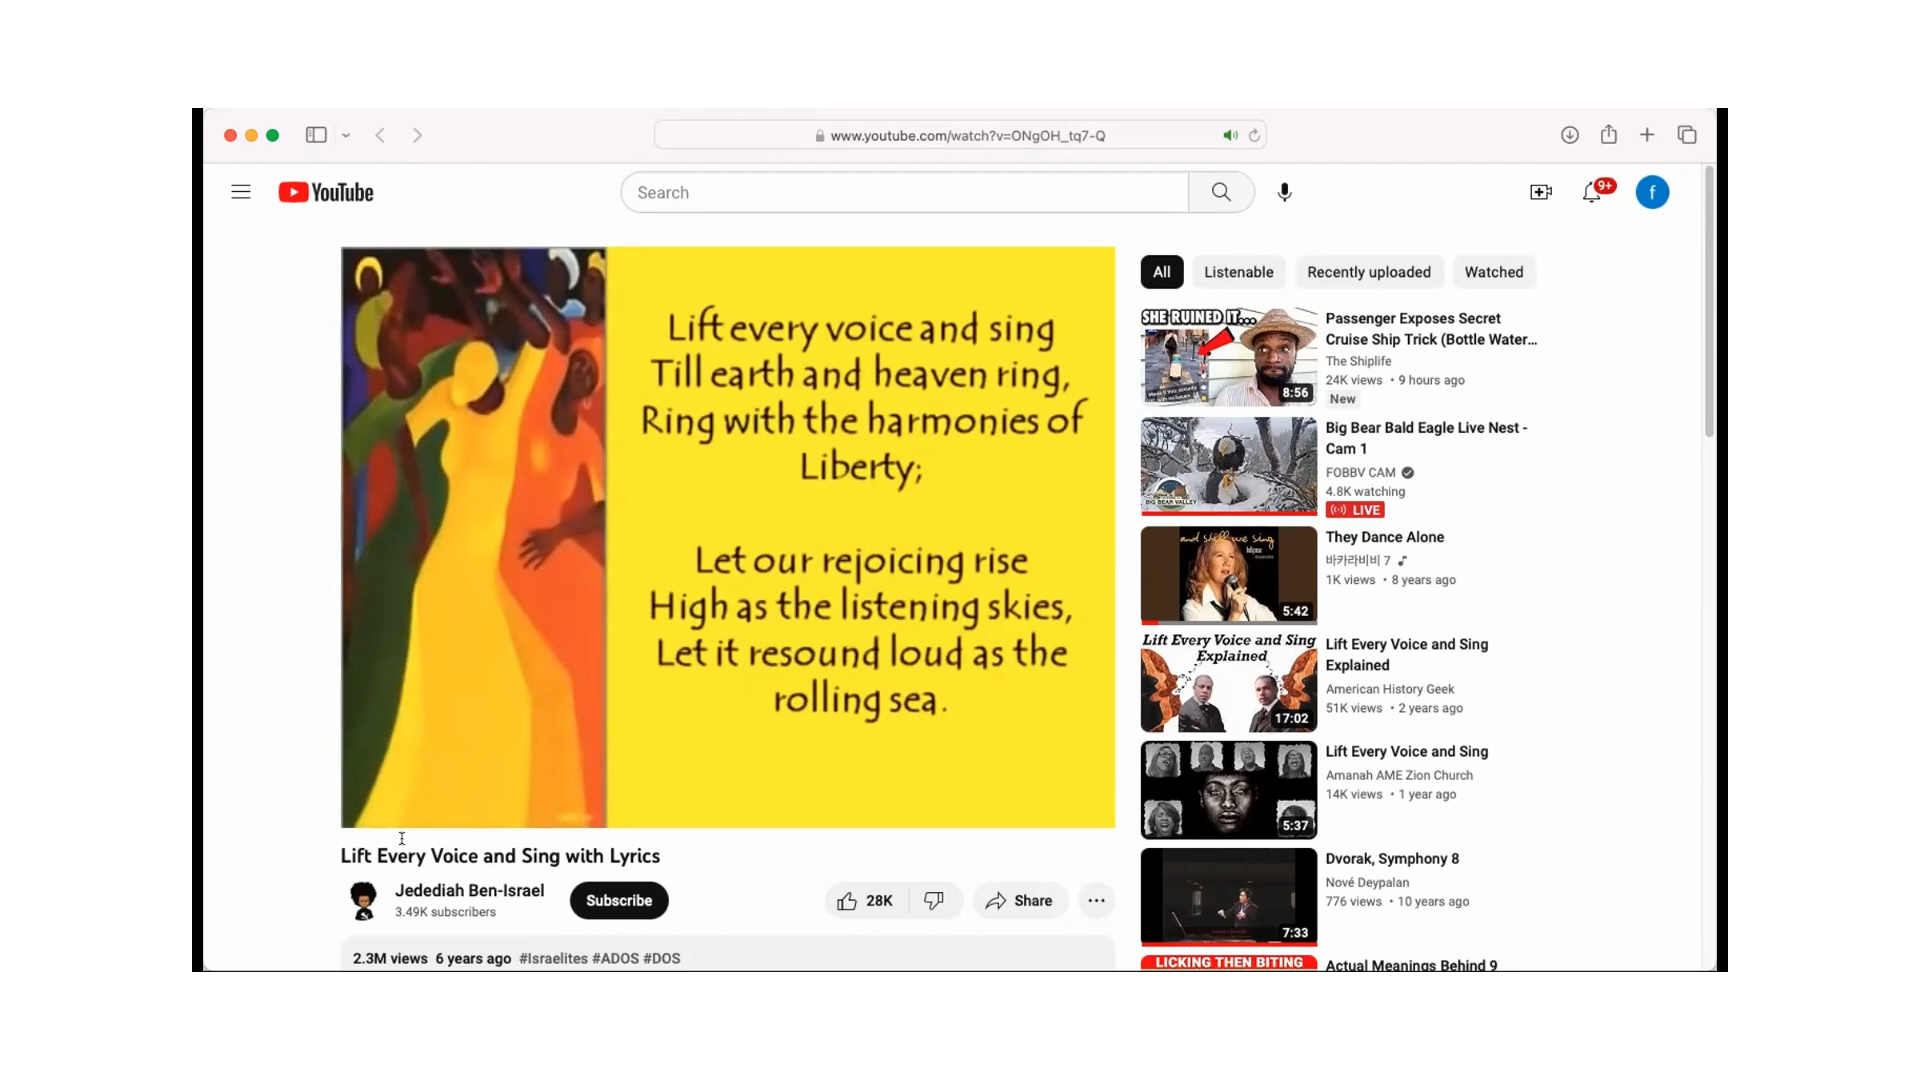 www.youtube.com/watch?v=ONgOH_tq7-Q
YouTube
Search
9+
f
Lift every voice and sing
Till earth and heaven ring,
Ring with the harmonies of
Liberty;
Let our rejoicing rise
High as the listening skies,
Let it resound loud as the
rolling sea.
Lift Every Voice and Sing with Lyrics
Jedediah Ben-Israel
3.49K subscribers
Subscribe
28K
Share
2.3M views 6 years ago #Israelites #ADOS #DOS
All
Listenable
Recently uploaded
Watched
SHE RUINED IT...
8:56
Passenger Exposes Secret
Cruise Ship Trick (Bottle Water...
The Shiplife
24K views • 9 hours ago
New
BIG BEAR VALLEY
Big Bear Bald Eagle Live Nest -
Cam 1
FOBBV CAM
4.8K watching
LIVE
and still we sing
5:42
They Dance Alone
바카라비비 7
1K views • 8 years ago
Lift Every Voice and Sing
Explained
17:02
Lift Every Voice and Sing
Explained
American History Geek
51K views • 2 years ago
5:37
Lift Every Voice and Sing
Amanah AME Zion Church
14K views • 1 year ago
7:33
Dvorak, Symphony 8
Nové Deypalan
776 views • 10 years ago
LICKING THEN BITING
Actual Meanings Behind 9